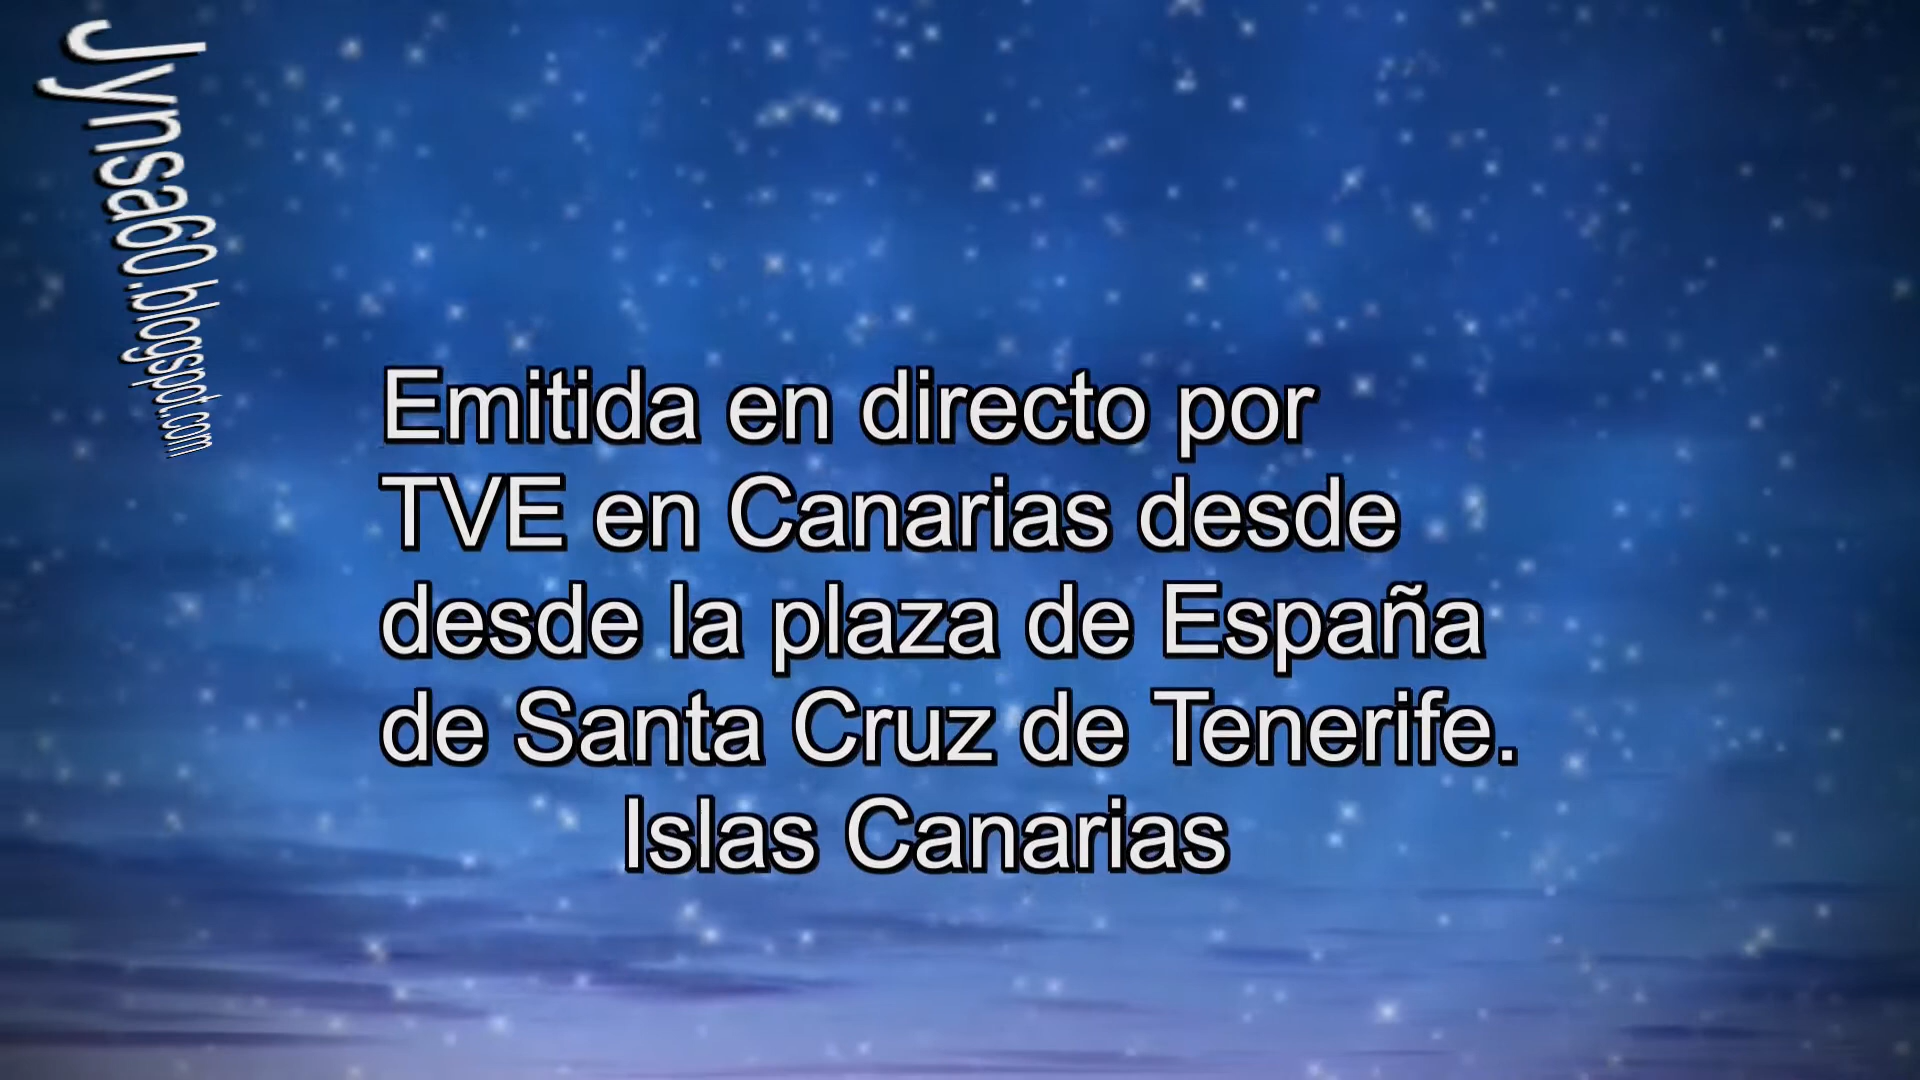 Jynsa60.blogspot.com
Emitida en directo por
TVE en Canarias desde
desde la plaza de España
de Santa Cruz de Tenerife.
Islas Canarias